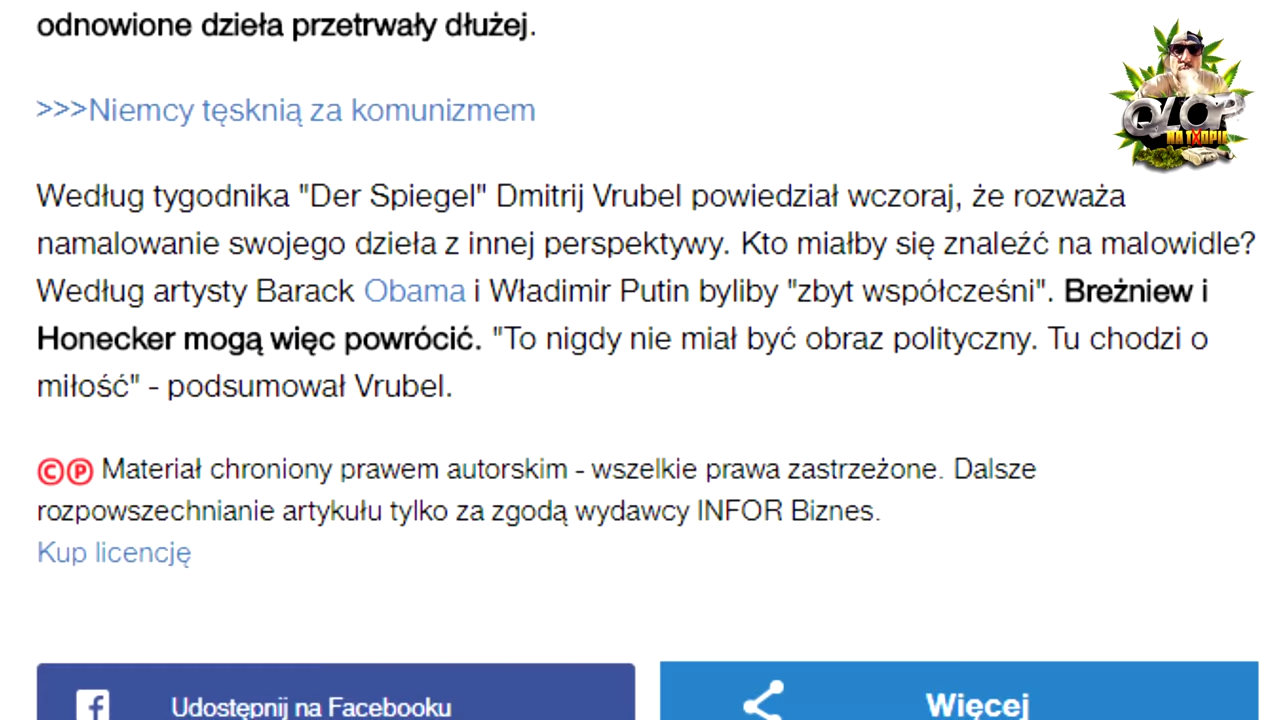 odnowione dzieła przetrwały dłużej.
>>>Niemcy tęsknią za komunizmem
Według tygodnika "Der Spiegel" Dmitrij Vrubel powiedział wczoraj, że rozważa
namalowanie swojego dzieła z innej perspektywy. Kto miałby się znaleźć na malowidle?
Według artysty Barack Obama i Władimir Putin byliby "zbyt współcześni". Breżniew i
Honecker mogą więc powrócić. "To nigdy nie miał być obraz polityczny. Tu chodzi o
miłość" - podsumował Vrubel.
©℗ Materiał chroniony prawem autorskim - wszelkie prawa zastrzeżone. Dalsze
rozpowszechnianie artykułu tylko za zgodą wydawcy INFOR Biznes.
Kup licencję
Udostępnij na Facebooku
Więcej
QLOP
NA TROPIE